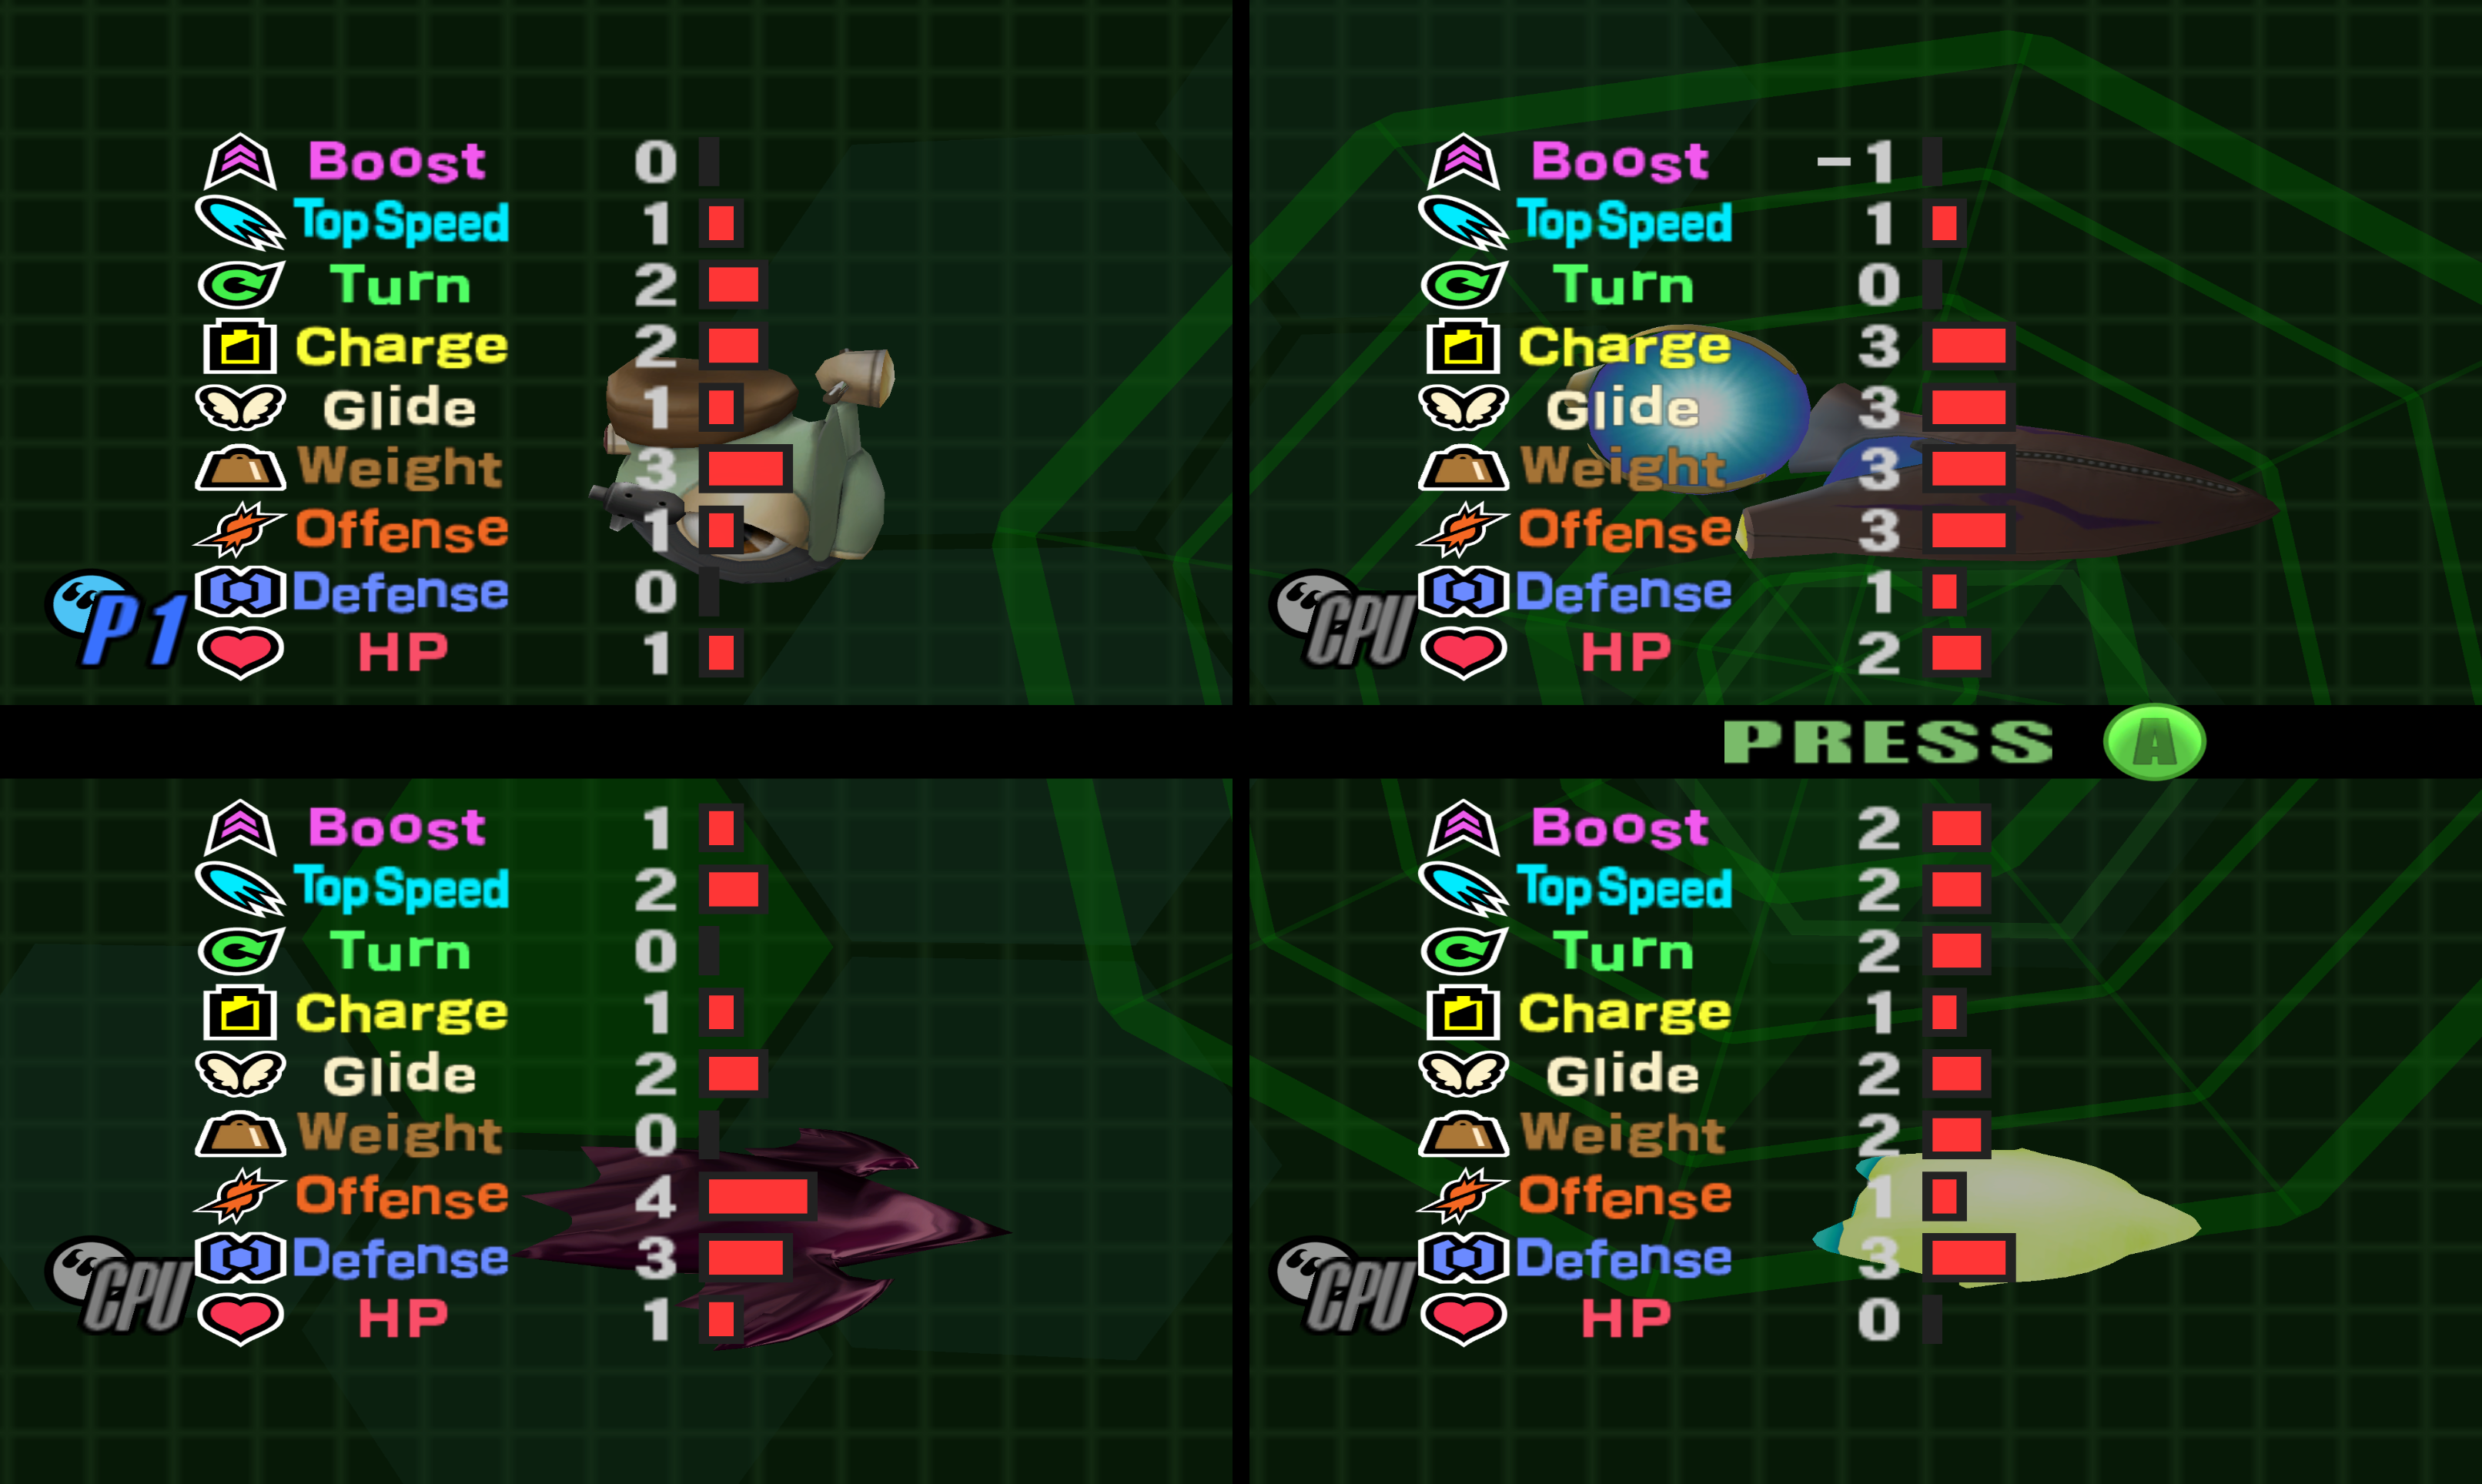 Boost 0
Top Speed 1
Turn 2
Charge 2
Glide 1
Weight 3
Offense 1
Defense 0
HP 1
P1
Boost -1
Top Speed 1
Turn 0
Charge 3
Glide 3
Weight 3
Offense 3
Defense 1
HP 2
CPU
PRESS A
Boost 1
Top Speed 2
Turn 0
Charge 1
Glide 2
Weight 0
Offense 4
Defense 3
HP 1
CPU
Boost 2
Top Speed 2
Turn 2
Charge 1
Glide 2
Weight 2
Offense 1
Defense 3
HP 0
CPU